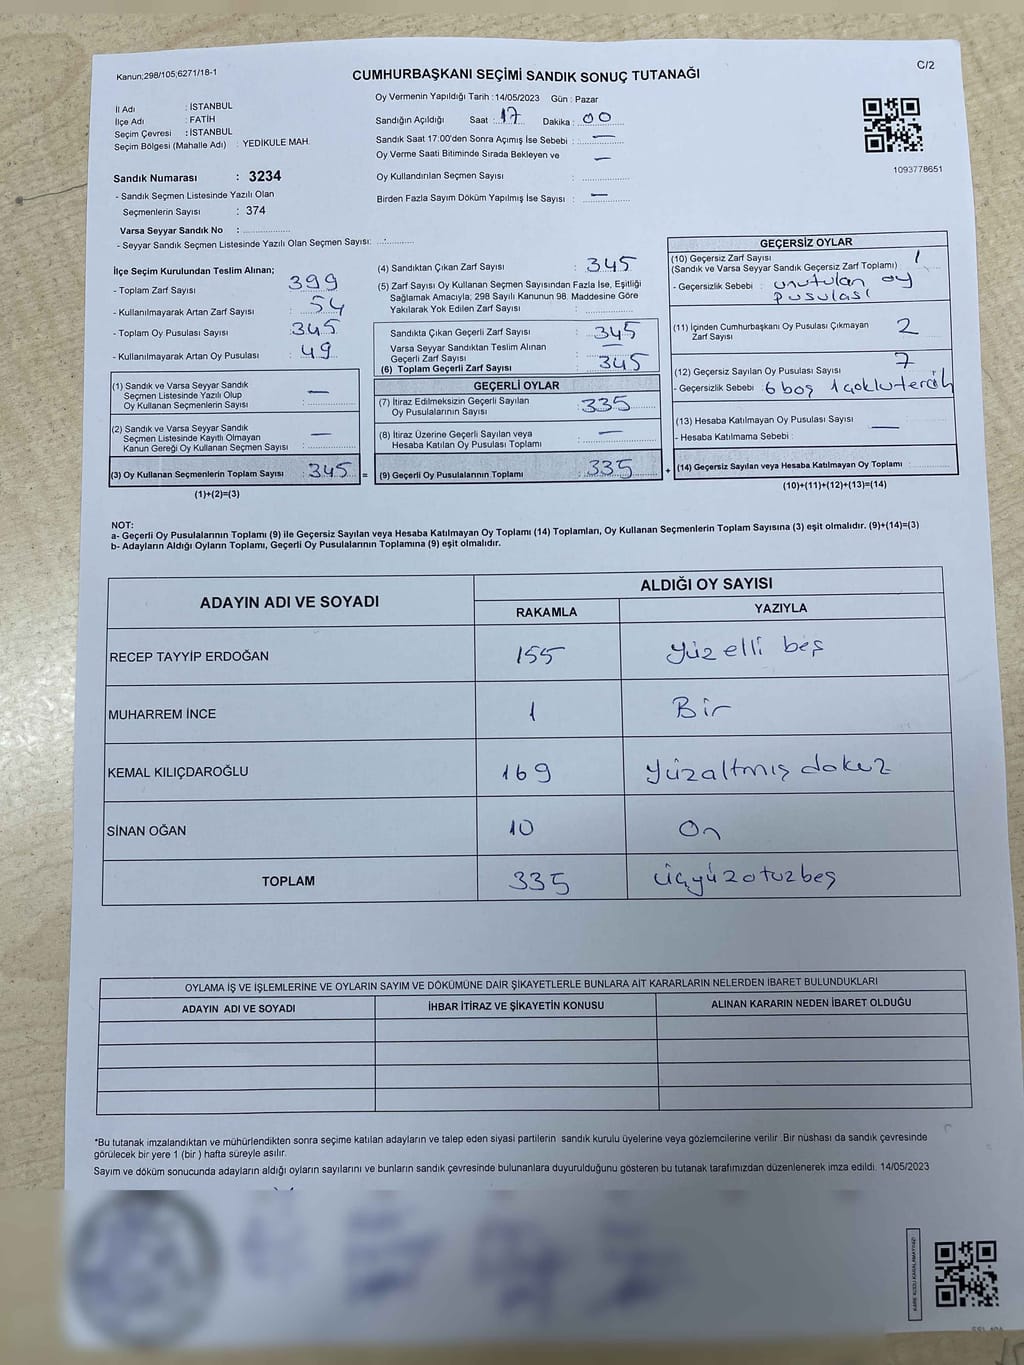 Kanun;298/105;6271/18-1
CUMHURBAŞKANI SEÇİMİ SANDIK SONUÇ TUTANAĞI
C/2
İl Adı : İSTANBUL
İlçe Adı : FATİH
Seçim Çevresi : İSTANBUL
Seçim Bölgesi (Mahalle Adı) : YEDİKULE MAH.
Sandık Numarası : 3234
- Sandık Seçmen Listesinde Yazılı Olan
Seçmenlerin Sayısı : 374
Varsa Seyyar Sandık No :
- Seyyar Sandık Seçmen Listesinde Yazılı Olan Seçmen Sayısı:
Oy Vermenin Yapıldığı Tarih :14/05/2023 Gün : Pazar
Sandığın Açıldığı Saat : 17 Dakika : 00
Sandık Saat 17:00'den Sonra Açımış İse Sebebi : —
Oy Verme Saati Bitiminde Sırada Bekleyen ve —
Oy Kullandırılan Seçmen Sayısı :
Birden Fazla Sayım Döküm Yapılmış İse Sayısı : —
1093778651
İlçe Seçim Kurulundan Teslim Alınan;
- Toplam Zarf Sayısı : 399
- Kullanılmayarak Artan Zarf Sayısı : 54
- Toplam Oy Pusulası Sayısı : 345
- Kullanılmayarak Artan Oy Pusulası : 49
(1) Sandık ve Varsa Seyyar Sandık
Seçmen Listesinde Yazılı Olup —
Oy Kullanan Seçmenlerin Sayısı :
(2) Sandık ve Varsa Seyyar Sandık
Seçmen Listesinde Kayıtlı Olmayan —
Kanun Gereği Oy Kullanan Seçmen Sayısı :
(3) Oy Kullanan Seçmenlerin Toplam Sayısı : 345 =
(1)+(2)=(3)
(4) Sandıktan Çıkan Zarf Sayısı : 345
(5) Zarf Sayısı Oy Kullanan Seçmen Sayısından Fazla İse, Eşitliği
Sağlamak Amacıyla; 298 Sayılı Kanunun 98. Maddesine Göre
Yakılarak Yok Edilen Zarf Sayısı :
Sandıkta Çıkan Geçerli Zarf Sayısı : 345
Varsa Seyyar Sandıktan Teslim Alınan —
Geçerli Zarf Sayısı :
(6) Toplam Geçerli Zarf Sayısı : 345
GEÇERLİ OYLAR
(7) İtiraz Edilmeksizin Geçerli Sayılan
Oy Pusulalarının Sayısı : 335
(8) İtiraz Üzerine Geçerli Sayılan veya —
Hesaba Katılan Oy Pusulası Toplamı :
(9) Geçerli Oy Pusulalarının Toplamı : 335 +
GEÇERSİZ OYLAR
(10) Geçersiz Zarf Sayısı 1
(Sandık ve Varsa Seyyar Sandık Geçersiz Zarf Toplamı) :
- Geçersizlik Sebebi : unutulan oy
pusulası
(11) İçinden Cumhurbaşkanı Oy Pusulası Çıkmayan 2
Zarf Sayısı :
(12) Geçersiz Sayılan Oy Pusulası Sayısı : 7
- Geçersizlik Sebebi : 6 boş 1 çoklu tercih
(13) Hesaba Katılmayan Oy Pusulası Sayısı : —
- Hesaba Katılmama Sebebi :
(14) Geçersiz Sayılan veya Hesaba Katılmayan Oy Toplamı :
(10)+(11)+(12)+(13)=(14)
NOT:
a- Geçerli Oy Pusulalarının Toplamı (9) ile Geçersiz Sayılan veya Hesaba Katılmayan Oy Toplamı (14) Toplamları, Oy Kullanan Seçmenlerin Toplam Sayısına (3) eşit olmalıdır. (9)+(14)=(3)
b- Adayların Aldığı Oyların Toplamı, Geçerli Oy Pusulalarının Toplamına (9) eşit olmalıdır.
ADAYIN ADI VE SOYADI
ALDIĞI OY SAYISI
RAKAMLA YAZIYLA
RECEP TAYYİP ERDOĞAN 155 Yüz elli beş
MUHARREM İNCE 1 Bir
KEMAL KILIÇDAROĞLU 169 Yüzaltmış dokuz
SİNAN OĞAN 10 On
TOPLAM 335 üçyüzotuzbeş
OYLAMA İŞ VE İŞLEMLERİNE VE OYLARIN SAYIM VE DÖKÜMÜNE DAİR ŞİKAYETLERLE BUNLARA AİT KARARLARIN NELERDEN İBARET BULUNDUKLARI
ADAYIN ADI VE SOYADI İHBAR İTİRAZ VE ŞİKAYETİN KONUSU ALINAN KARARIN NEDEN İBARET OLDUĞU
*Bu tutanak imzalandıktan ve mühürlendikten sonra seçime katılan adayların ve talep eden siyasi partilerin sandık kurulu üyelerine veya gözlemcilerine verilir .Bir nüshası da sandık çevresinde
görülecek bir yere 1 (bir ) hafta süreyle asılır.
Sayım ve döküm sonucunda adayların aldığı oyların sayılarını ve bunların sandık çevresinde bulunanlara duyurulduğunu gösteren bu tutanak tarafımızdan düzenlenerek imza edildi. 14/05/2023